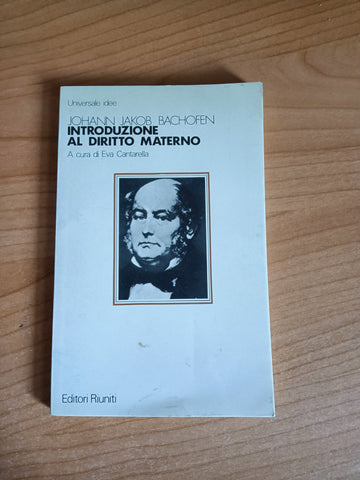 Universale idee
JOHANN JAKOB BACHOFEN
INTRODUZIONE
AL DIRITTO MATERNO
A cura di Eva Cantarella
Editori Riuniti